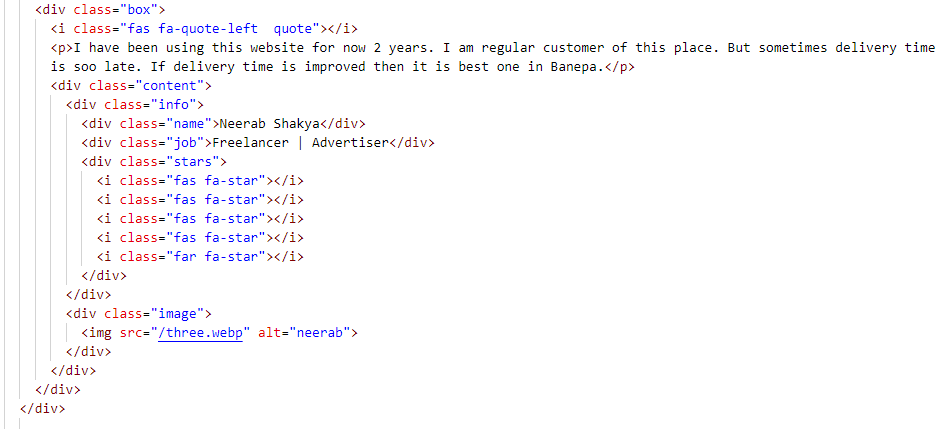 <div class="box">
<i class="fas fa-quote-left  quote"></i>
<p>I have been using this website for now 2 years. I am regular customer of this place. But sometimes delivery time
is soo late. If delivery time is improved then it is best one in Banepa.</p>
<div class="content">
<div class="info">
<div class="name">Neerab Shakya</div>
<div class="job">Freelancer | Advertiser</div>
<div class="stars">
<i class="fas fa-star"></i>
<i class="fas fa-star"></i>
<i class="fas fa-star"></i>
<i class="fas fa-star"></i>
<i class="far fa-star"></i>
</div>
</div>
<div class="image">
<img src="/three.webp" alt="neerab">
</div>
</div>
</div>
</div>